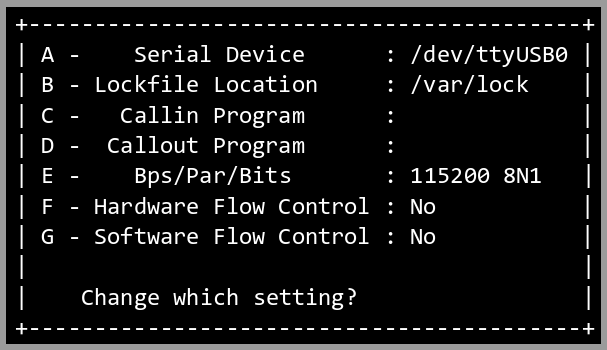 +-----------------------------------------+
| A -    Serial Device      : /dev/ttyUSB0 |
| B - Lockfile Location     : /var/lock    |
| C -   Callin Program      :              |
| D -  Callout Program      :              |
| E -    Bps/Par/Bits       : 115200 8N1   |
| F - Hardware Flow Control : No           |
| G - Software Flow Control : No           |
|                                          |
|    Change which setting?                 |
+-----------------------------------------+